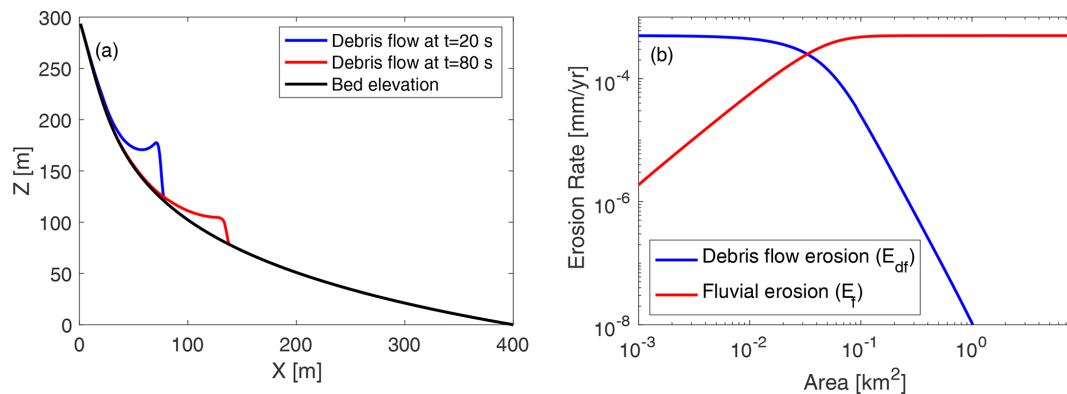 (a)
Debris flow at t=20 s
Debris flow at t=80 s
Bed elevation
300
250
200
150
100
50
0
Z [m]
0 100 200 300 400
X [m]
(b)
10^-4
10^-6
10^-8
Erosion Rate [mm/yr]
Debris flow erosion (E_df)
Fluvial erosion (E_f)
10^-3 10^-2 10^-1 10^0
Area [km^2]